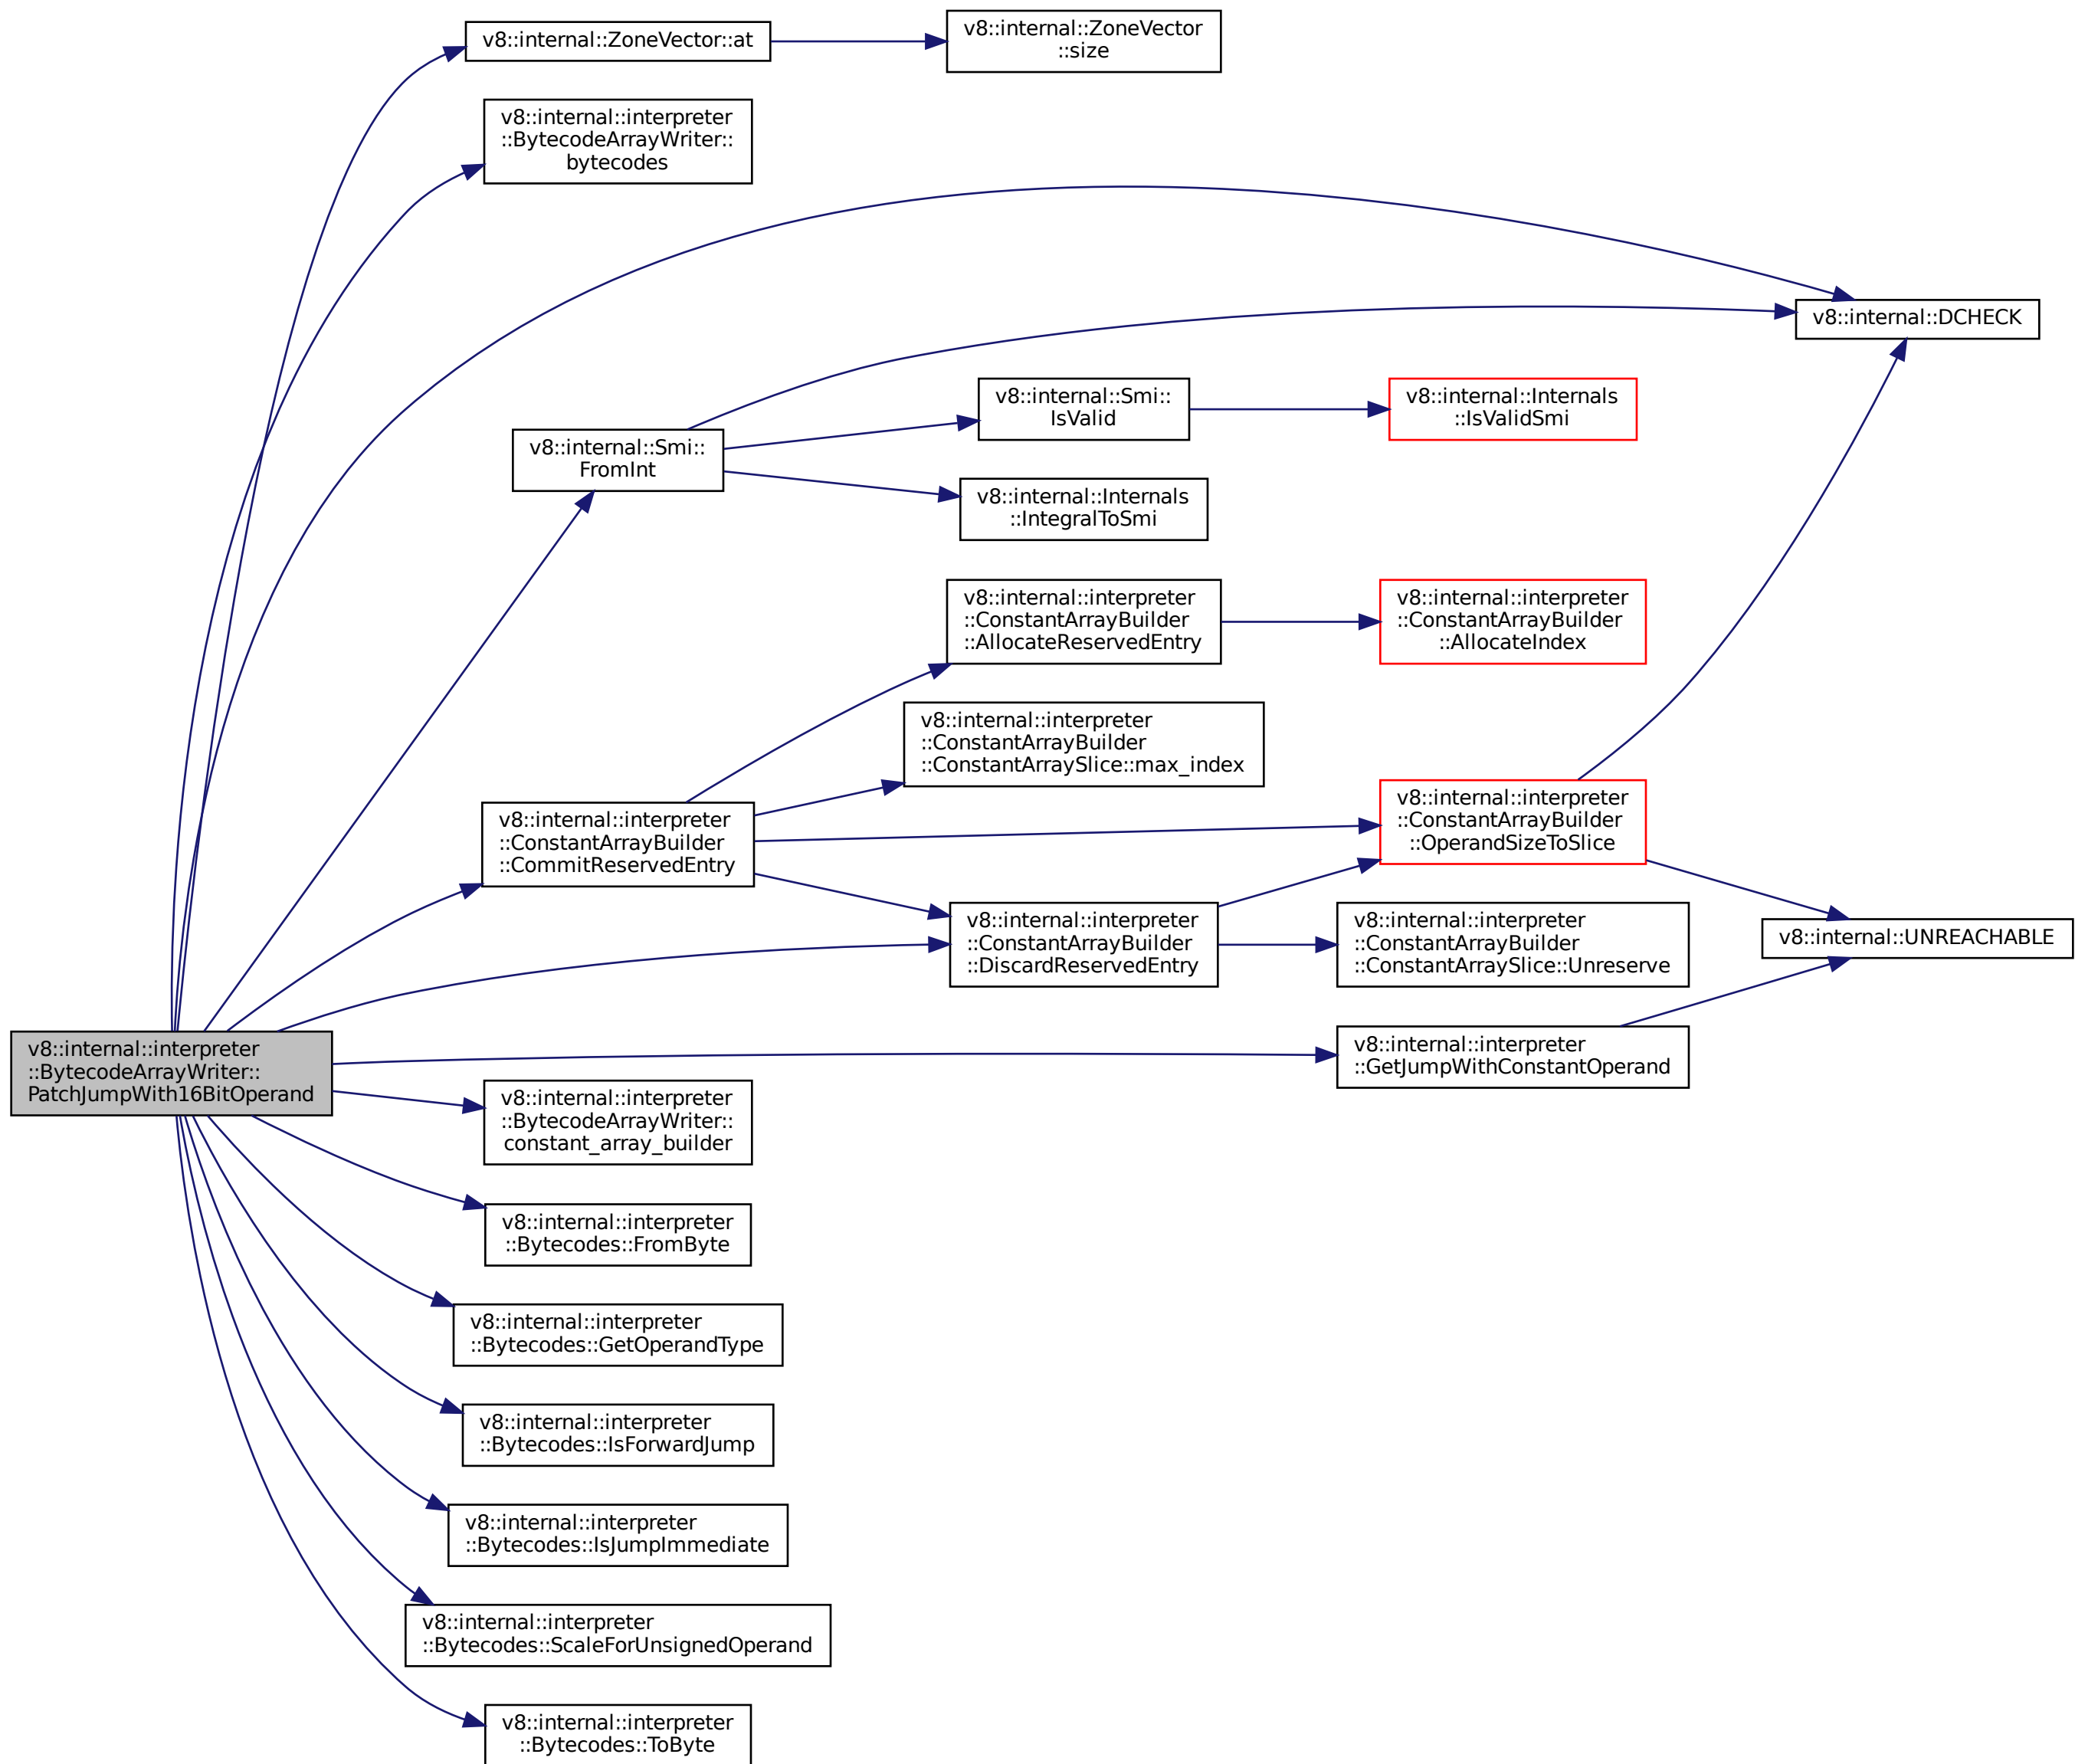 v8::internal::ZoneVector::at
v8::internal::ZoneVector
::size
v8::internal::interpreter
::BytecodeArrayWriter::
bytecodes
v8::internal::DCHECK
v8::internal::Smi::
IsValid
v8::internal::Internals
::IsValidSmi
v8::internal::Smi::
FromInt
v8::internal::Internals
::IntegralToSmi
v8::internal::interpreter
::ConstantArrayBuilder
::AllocateReservedEntry
v8::internal::interpreter
::ConstantArrayBuilder
::AllocateIndex
v8::internal::interpreter
::ConstantArrayBuilder
::ConstantArraySlice::max_index
v8::internal::interpreter
::ConstantArrayBuilder
::CommitReservedEntry
v8::internal::interpreter
::ConstantArrayBuilder
::OperandSizeToSlice
v8::internal::interpreter
::ConstantArrayBuilder
::DiscardReservedEntry
v8::internal::interpreter
::ConstantArrayBuilder
::ConstantArraySlice::Unreserve
v8::internal::UNREACHABLE
v8::internal::interpreter
::BytecodeArrayWriter::
PatchJumpWith16BitOperand
v8::internal::interpreter
::GetJumpWithConstantOperand
v8::internal::interpreter
::BytecodeArrayWriter::
constant_array_builder
v8::internal::interpreter
::Bytecodes::FromByte
v8::internal::interpreter
::Bytecodes::GetOperandType
v8::internal::interpreter
::Bytecodes::IsForwardJump
v8::internal::interpreter
::Bytecodes::IsJumpImmediate
v8::internal::interpreter
::Bytecodes::ScaleForUnsignedOperand
v8::internal::interpreter
::Bytecodes::ToByte